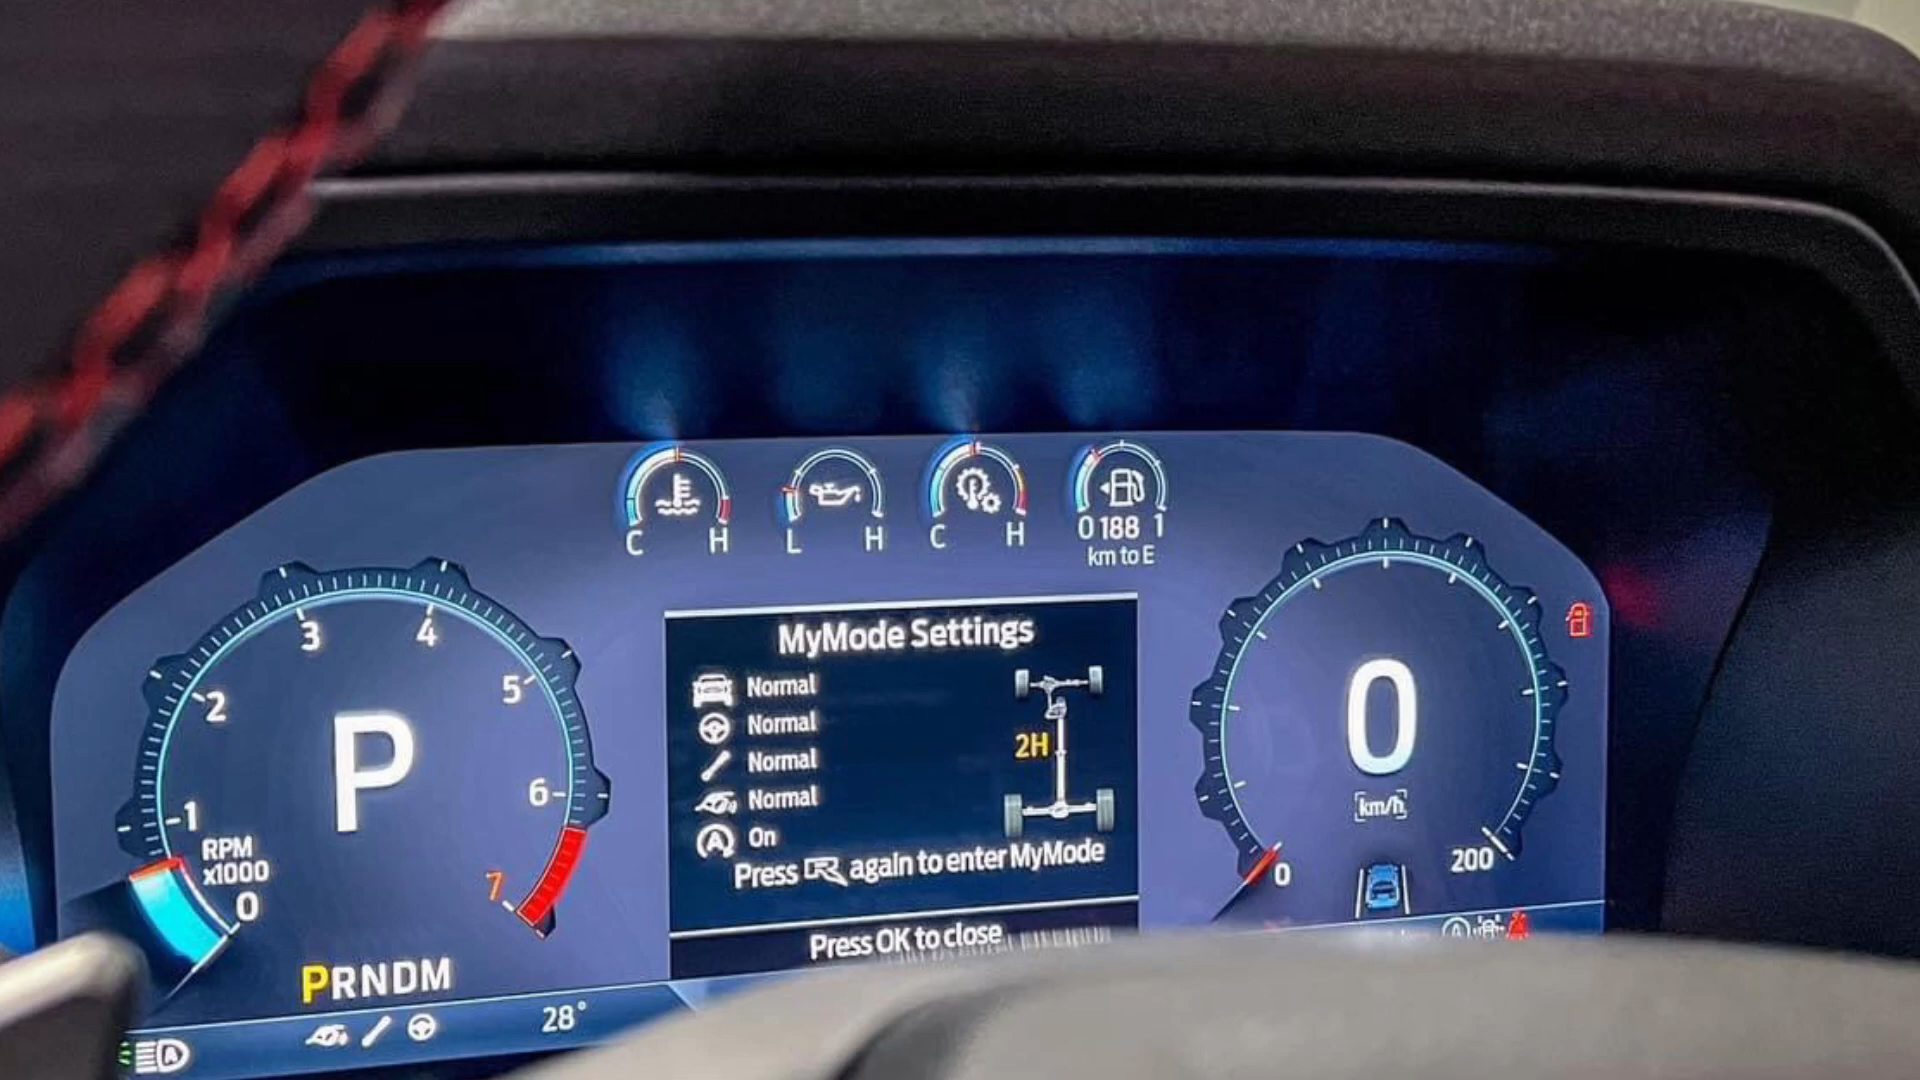 C H
L H
C H
0 188 1
km to E
3 4
2 5
1 6
RPM
x1000
0
7
P
PRNDM
28°
MyMode Settings
Normal
Normal
Normal
Normal
A On
2H
Press R again to enter MyMode
Press OK to close
0
km/h
0 200
A
A